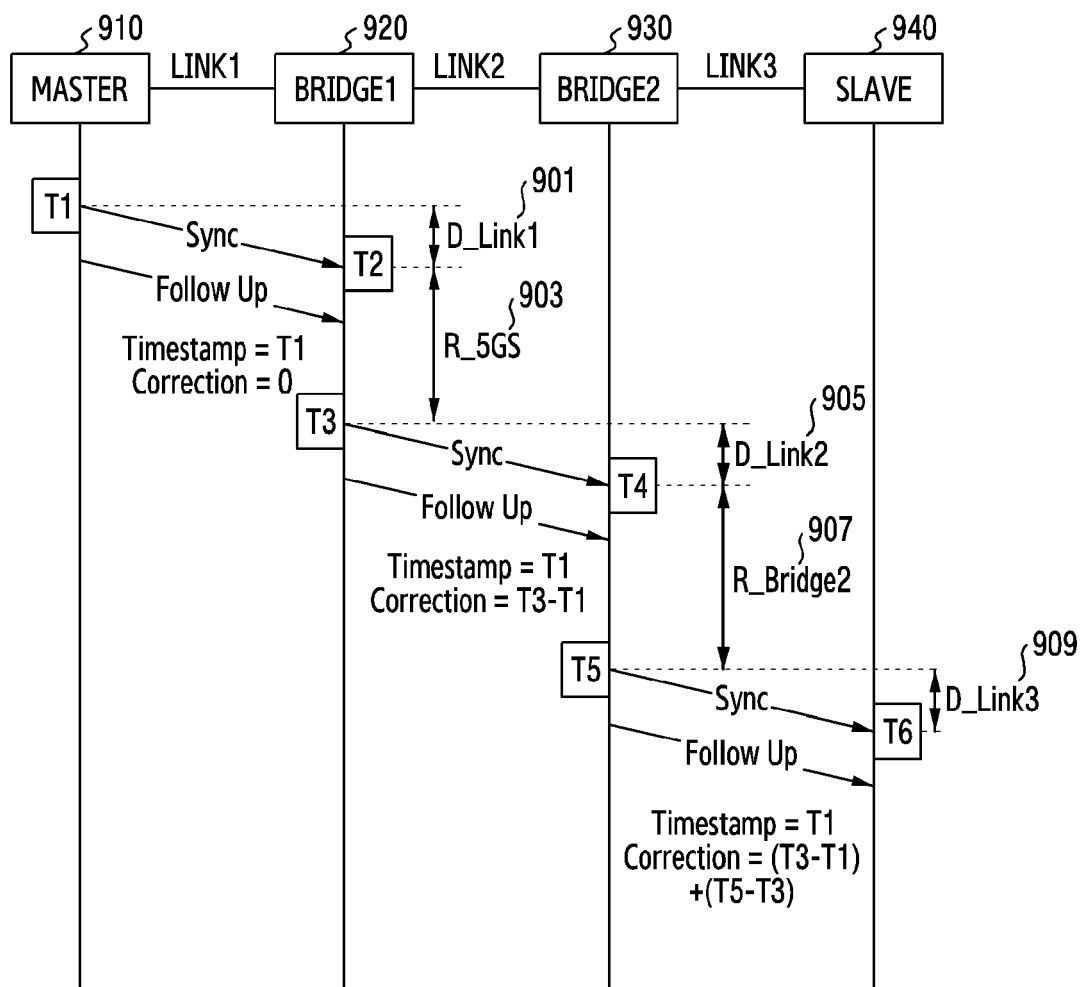 910
920
930
940
LINK1
LINK2
LINK3
MASTER
BRIDGE1
BRIDGE2
SLAVE
901
T1
D_Link1
Sync
T2
Follow Up
903
R_5GS
Timestamp = T1
Correction = 0
905
T3
D_Link2
Sync
T4
Follow Up
907
R_Bridge2
Timestamp = T1
Correction = T3-T1
909
T5
D_Link3
Sync
T6
Follow Up
Timestamp = T1
Correction = (T3-T1)
+(T5-T3)